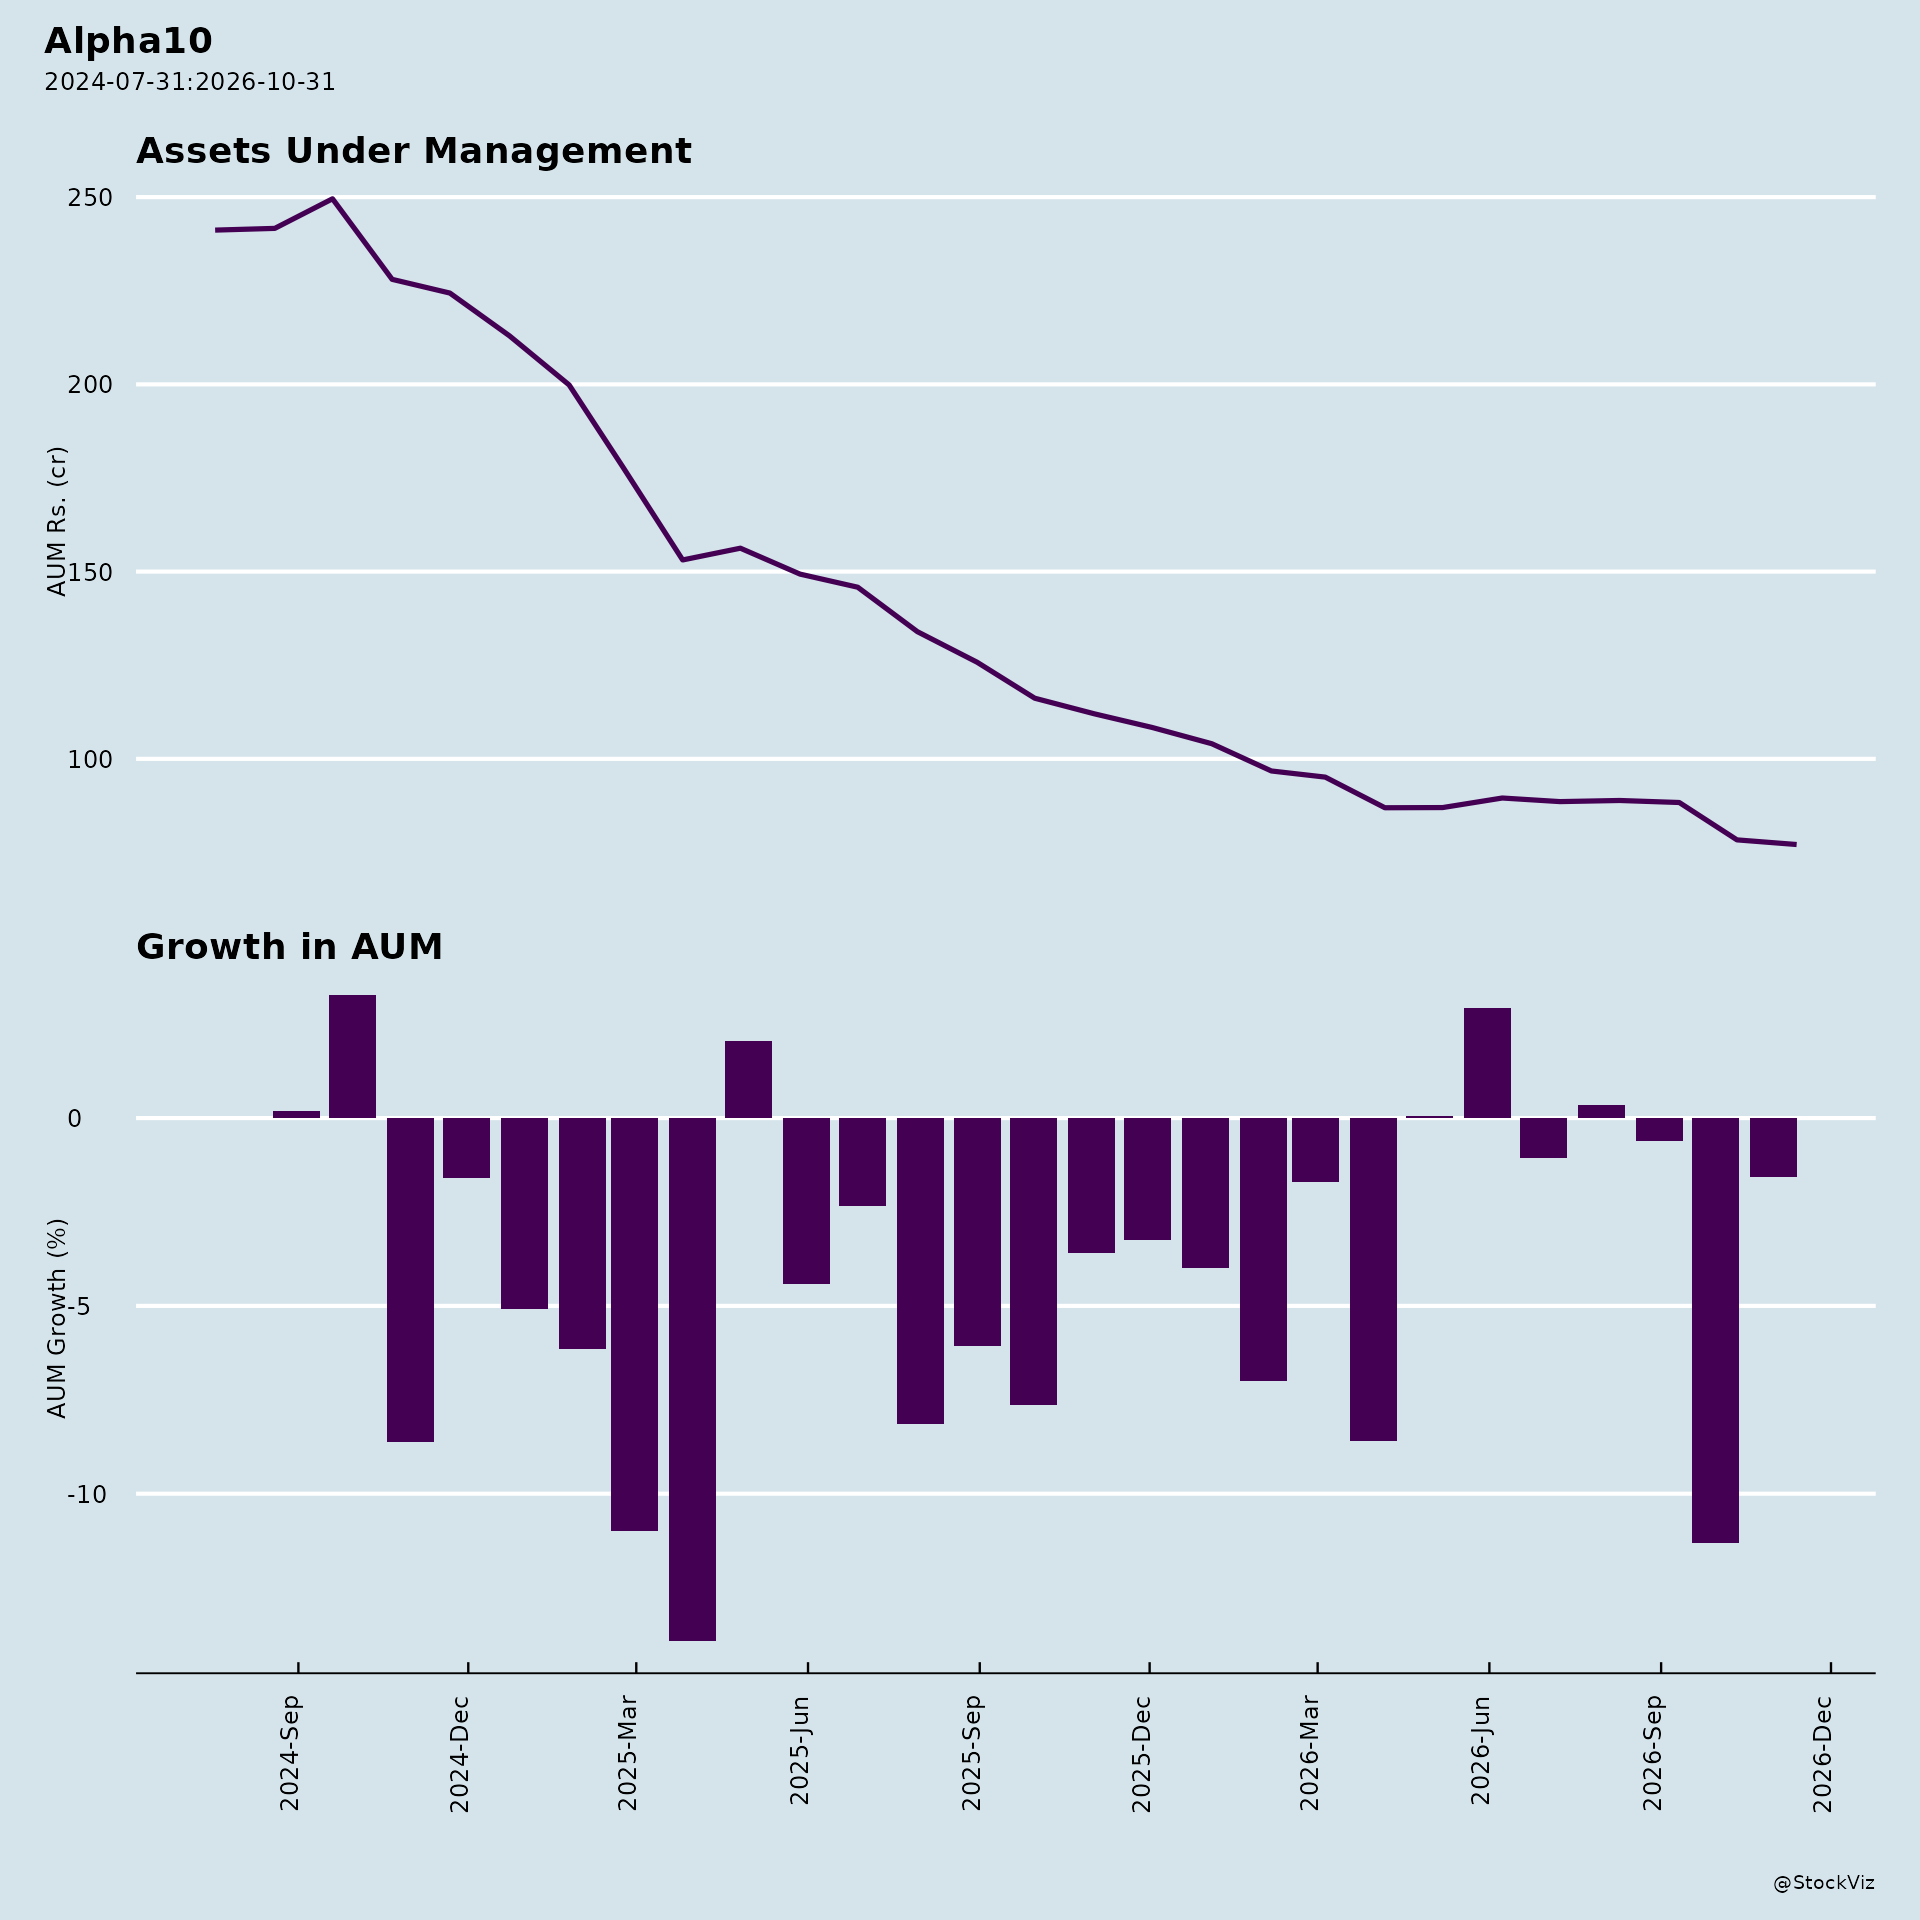 Alpha10
2024-07-31:2026-10-31
Assets Under Management
250
200
150
100
AUM Rs. (cr)
Growth in AUM
0
-5
-10
AUM Growth (%)
2024-Sep
2024-Dec
2025-Mar
2025-Jun
2025-Sep
2025-Dec
2026-Mar
2026-Jun
2026-Sep
2026-Dec
@StockViz